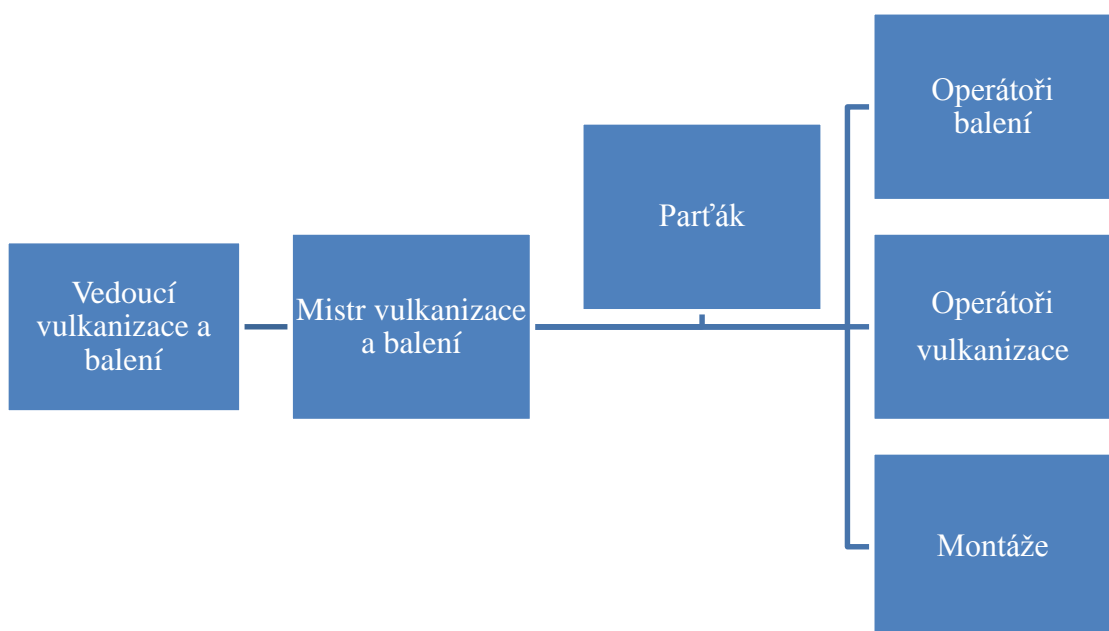 Vedoucí
vulkanizace a
balení
Mistr vulkanizace
a balení
Parťák
Operátoři
balení
Operátoři
vulkanizace
Montáže